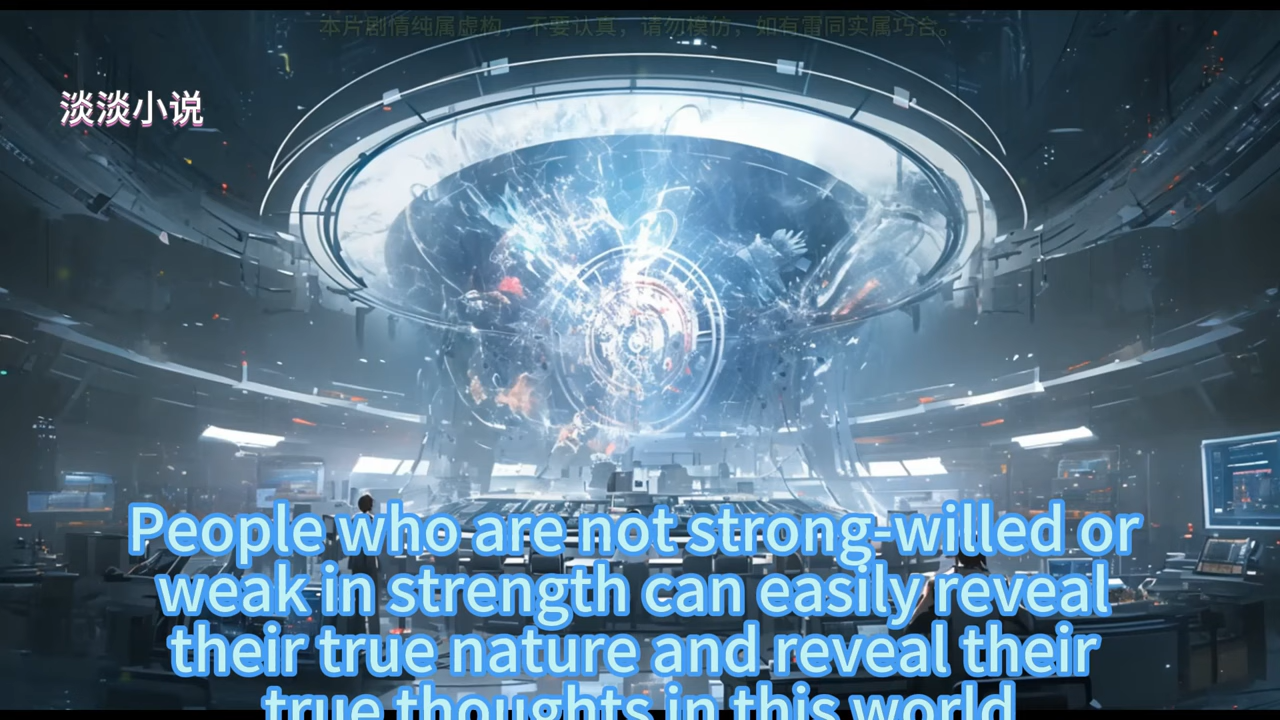 本片剧情纯属虚构，不要认真，请勿模仿，如有雷同实属巧合。
淡淡小说
People who are not strong-willed or
weak in strength can easily reveal
their true nature and reveal their
true thoughts in this world